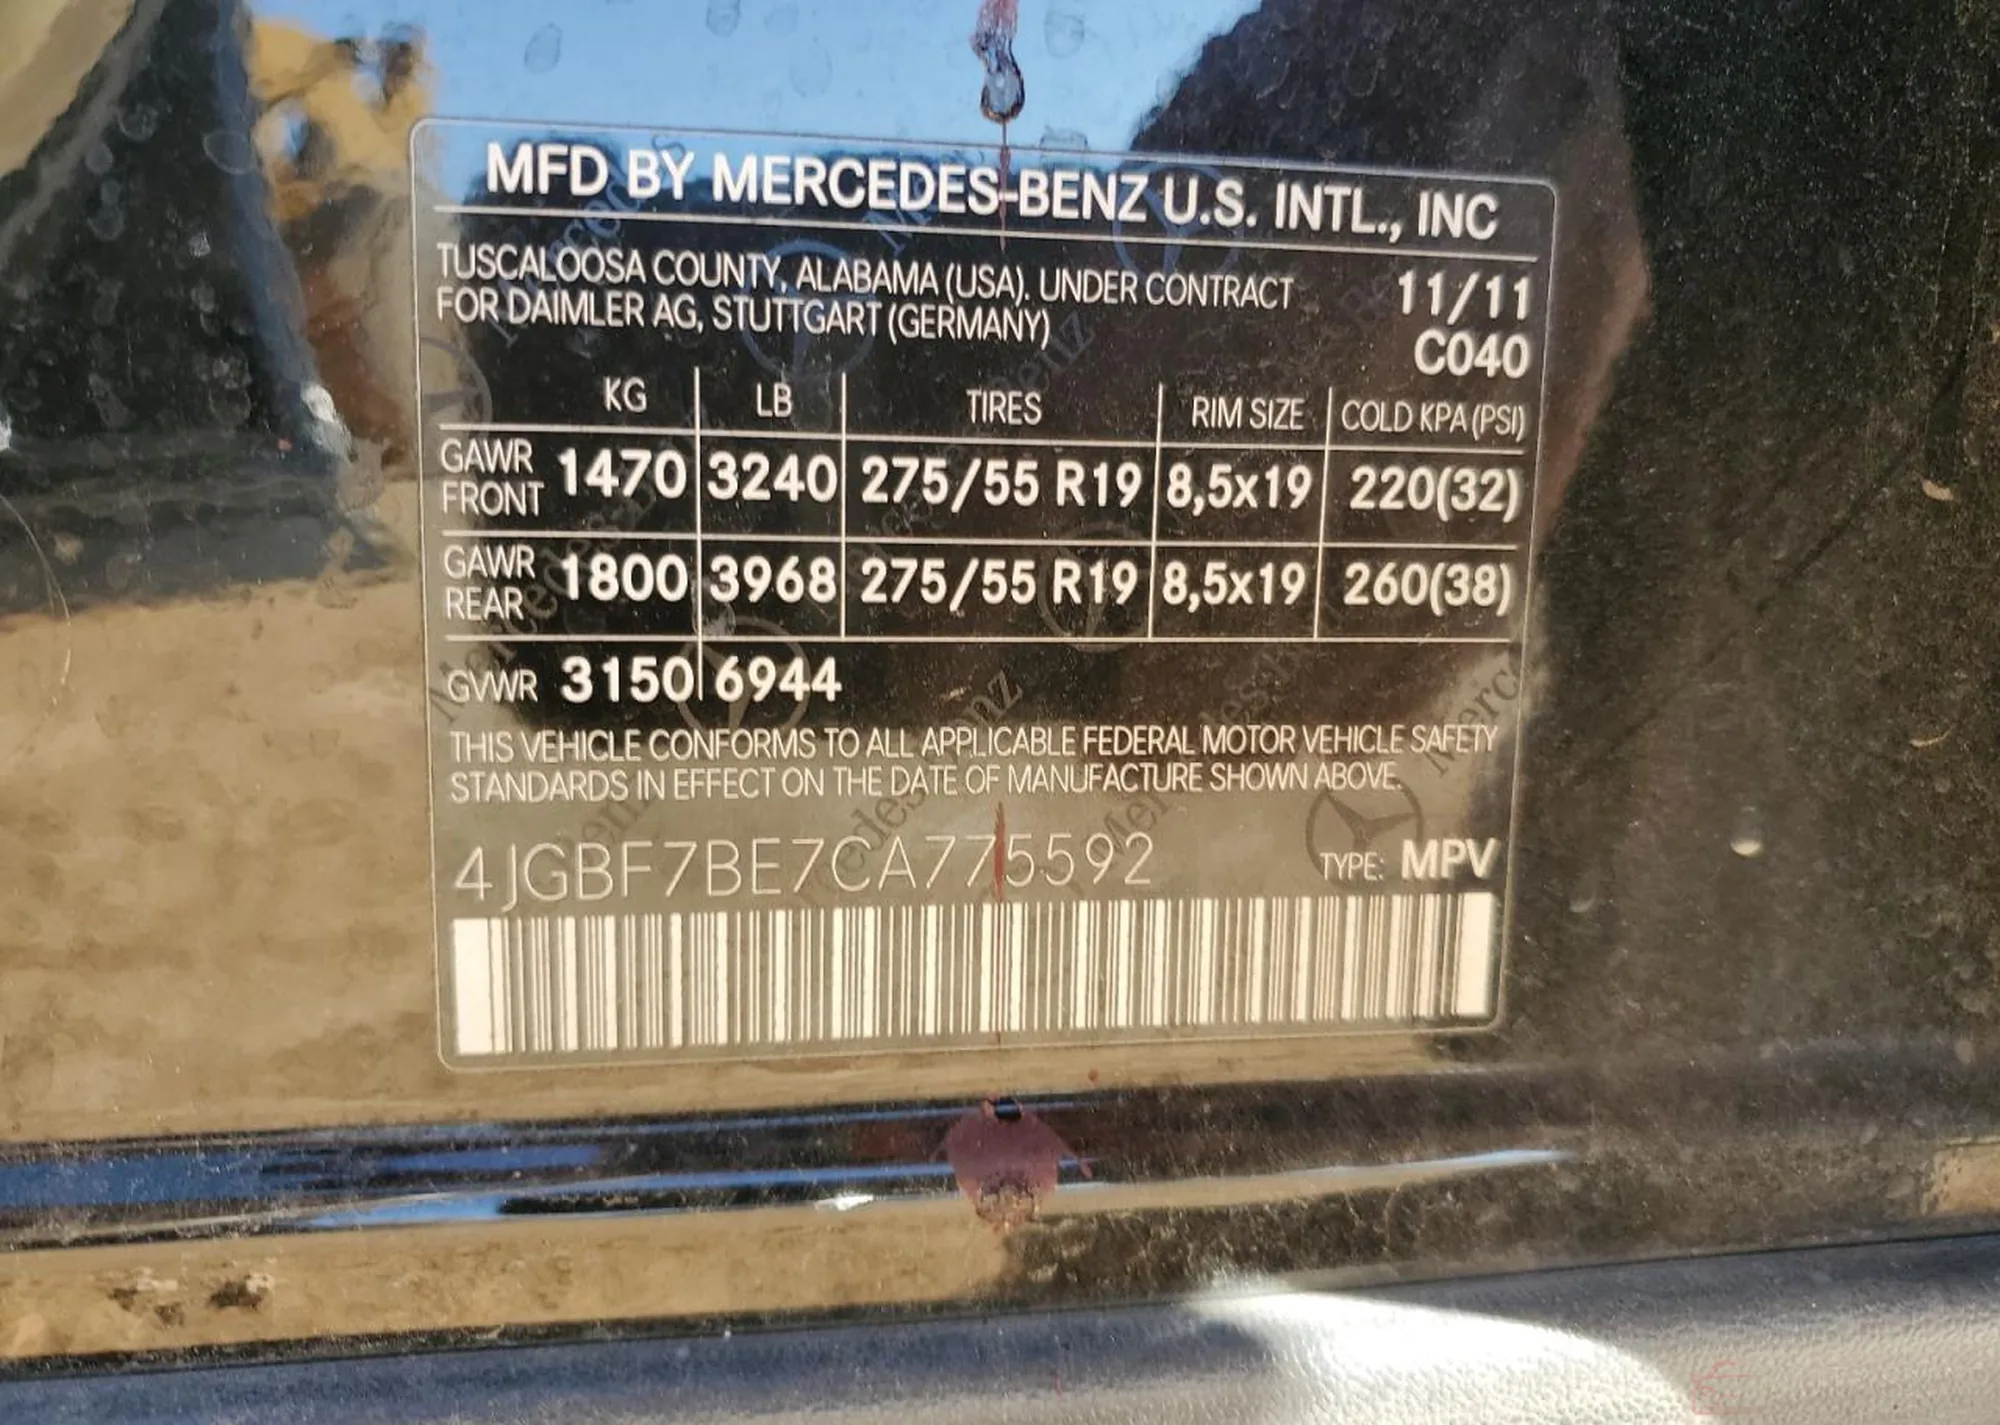 MFD BY MERCEDES-BENZ U.S. INTL., INC
TUSCALOOSA COUNTY, ALABAMA (USA). UNDER CONTRACT
FOR DAIMLER AG, STUTTGART (GERMANY)
11/11
C040
KG LB TIRES RIM SIZE COLD KPA (PSI)
GAWR FRONT 1470 3240 275/55 R19 8,5x19 220(32)
GAWR REAR 1800 3968 275/55 R19 8,5x19 260(38)
GVWR 3150 6944
THIS VEHICLE CONFORMS TO ALL APPLICABLE FEDERAL MOTOR VEHICLE SAFETY
STANDARDS IN EFFECT ON THE DATE OF MANUFACTURE SHOWN ABOVE.
4JGBF7BE7CA775592 TYPE: MPV